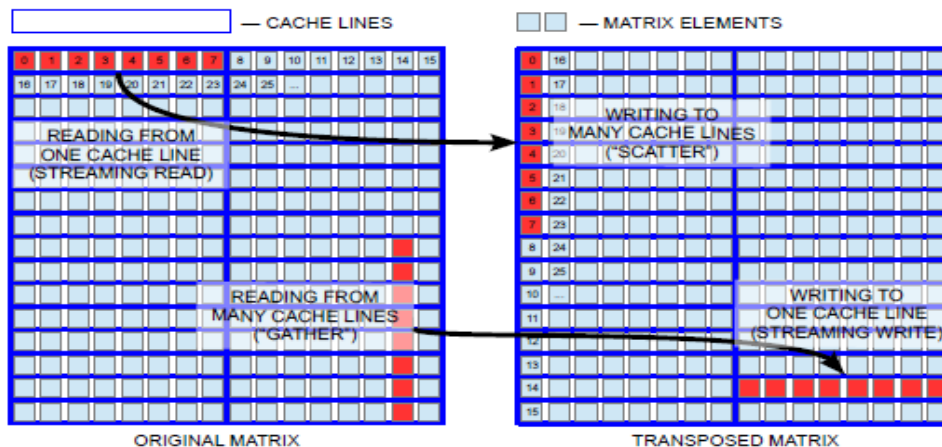 — CACHE LINES
— MATRIX ELEMENTS
0 1 2 3 4 5 6 7 8 9 10 11 12 13 14 15
16 17 18 19 20 21 22 23 24 25 ...
READING FROM
ONE CACHE LINE
(STREAMING READ)
READING FROM
MANY CACHE LINES
("GATHER")
ORIGINAL MATRIX
0 16
1 17
2 18
3 19
4 20
5 21
6 22
7 23
8 24
9 25
10 ...
11
12
13
14
15
WRITING TO
MANY CACHE LINES
("SCATTER")
WRITING TO
ONE CACHE LINE
(STREAMING WRITE)
TRANSPOSED MATRIX